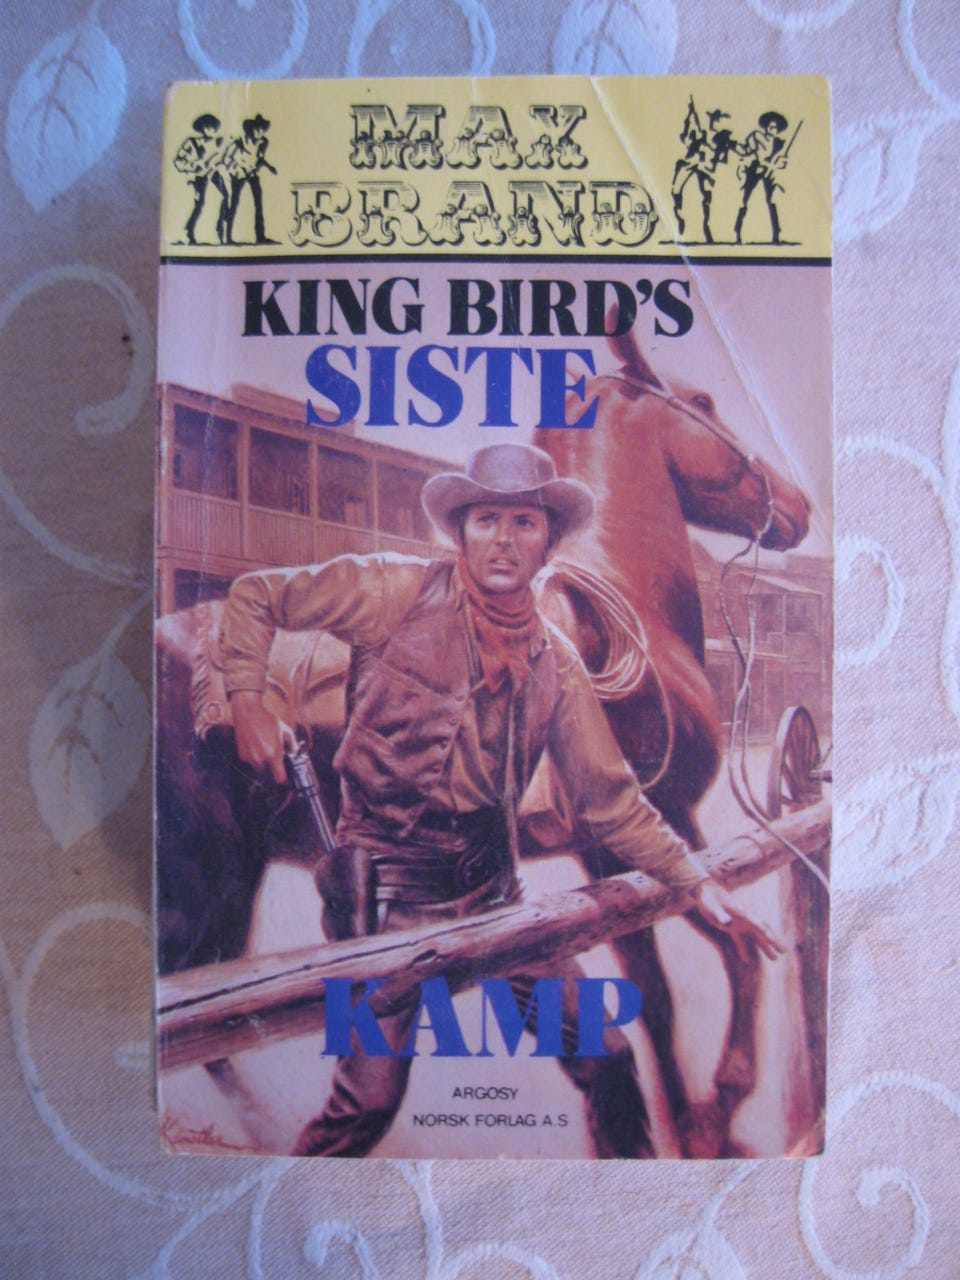 MAX
BRAND
KING BIRD'S
SISTE
KAMP
ARGOSY
NORSK FORLAG A.S